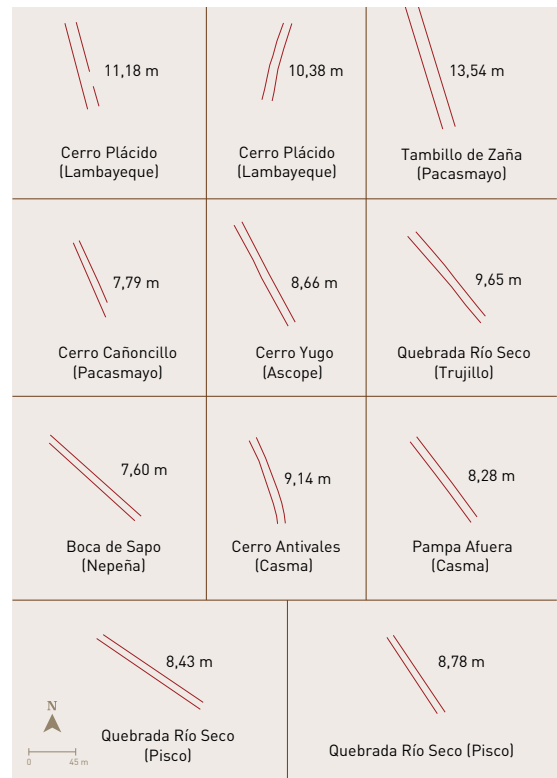 11,18 m
Cerro Plácido
(Lambayeque)
10,38 m
Cerro Plácido
(Lambayeque)
13,54 m
Tambillo de Zaña
(Pacasmayo)
7,79 m
Cerro Cañoncillo
(Pacasmayo)
8,66 m
Cerro Yugo
(Ascope)
9,65 m
Quebrada Río Seco
(Trujillo)
7,60 m
Boca de Sapo
(Nepeña)
9,14 m
Cerro Antivales
(Casma)
8,28 m
Pampa Afuera
(Casma)
8,43 m
Quebrada Río Seco
(Pisco)
N
0 45 m
8,78 m
Quebrada Río Seco (Pisco)